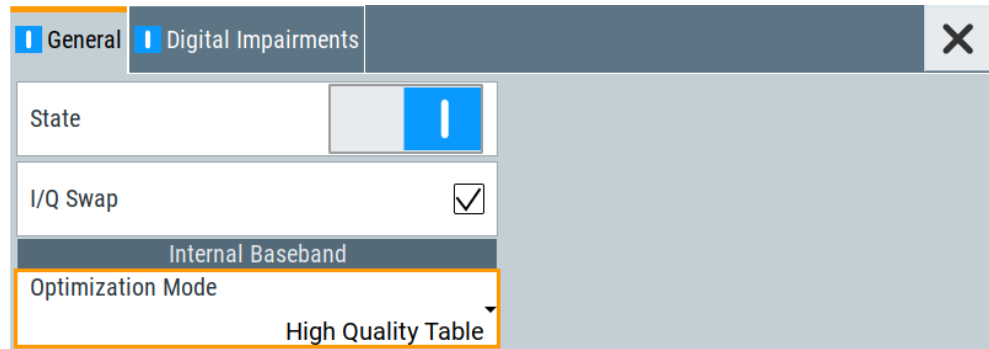 General Digital Impairments
State
I/Q Swap
Internal Baseband
Optimization Mode
High Quality Table